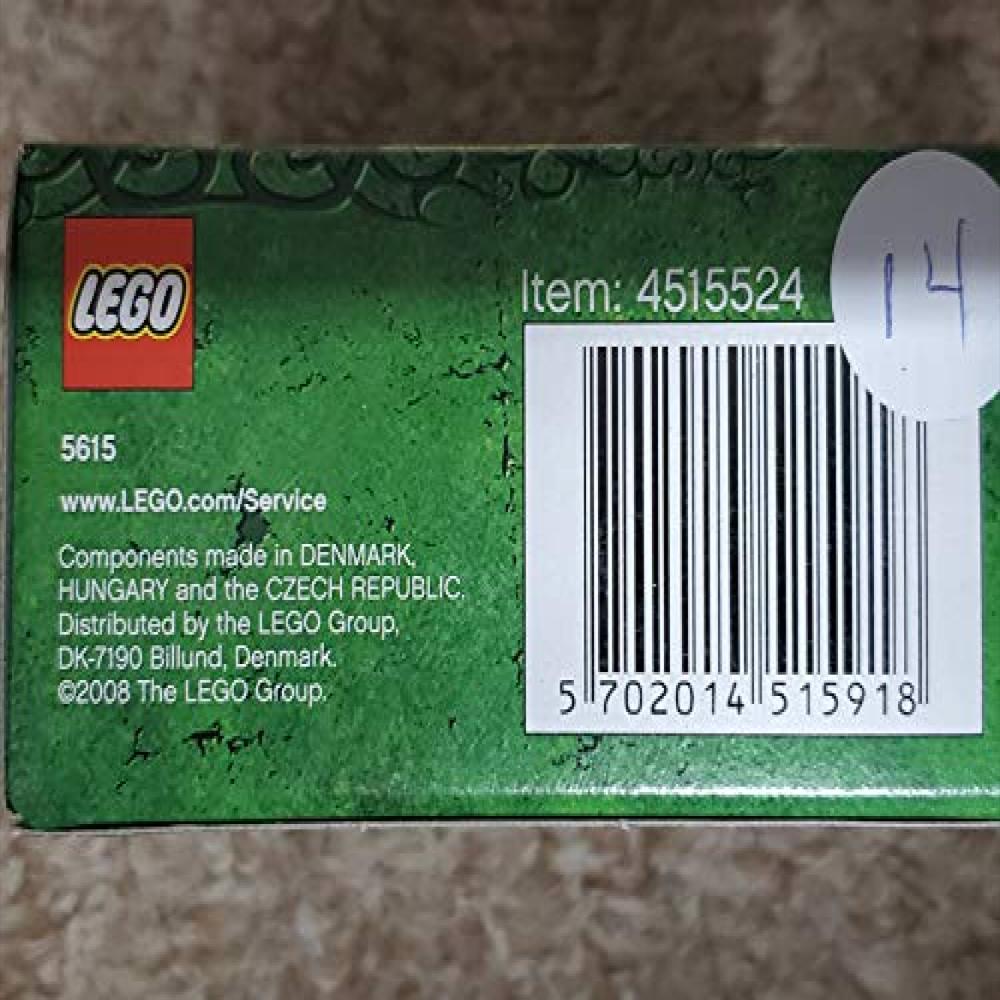 LEGO
5615
www.LEGO.com/Service
Components made in DENMARK,
HUNGARY and the CZECH REPUBLIC.
Distributed by the LEGO Group,
DK-7190 Billund, Denmark.
©2008 The LEGO Group.
Item: 4515524
14
5 702014 515918